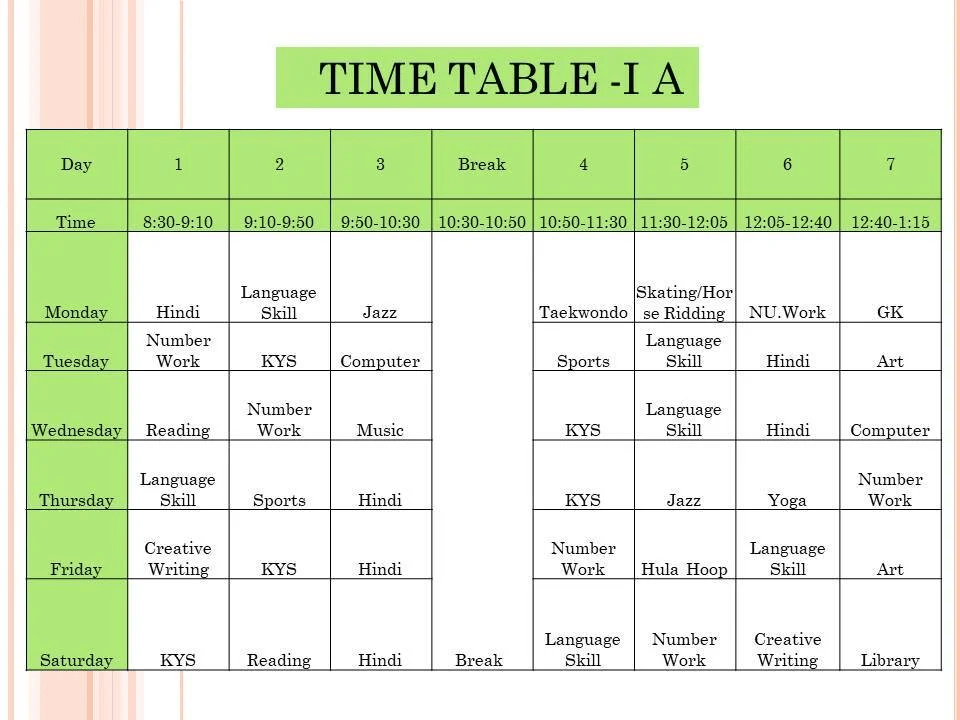 TIME TABLE -I A
Day 1 2 3 Break 4 5 6 7
Time 8:30-9:10 9:10-9:50 9:50-10:30 10:30-10:50 10:50-11:30 11:30-12:05 12:05-12:40 12:40-1:15
Monday Hindi Language Skill Jazz Taekwondo Skating/Hor se Ridding NU.Work GK
Tuesday Number Work KYS Computer Sports Language Skill Hindi Art
Wednesday Reading Number Work Music KYS Language Skill Hindi Computer
Thursday Language Skill Sports Hindi KYS Jazz Yoga Number Work
Friday Creative Writing KYS Hindi Number Work Hula Hoop Language Skill Art
Saturday KYS Reading Hindi Break Language Skill Number Work Creative Writing Library